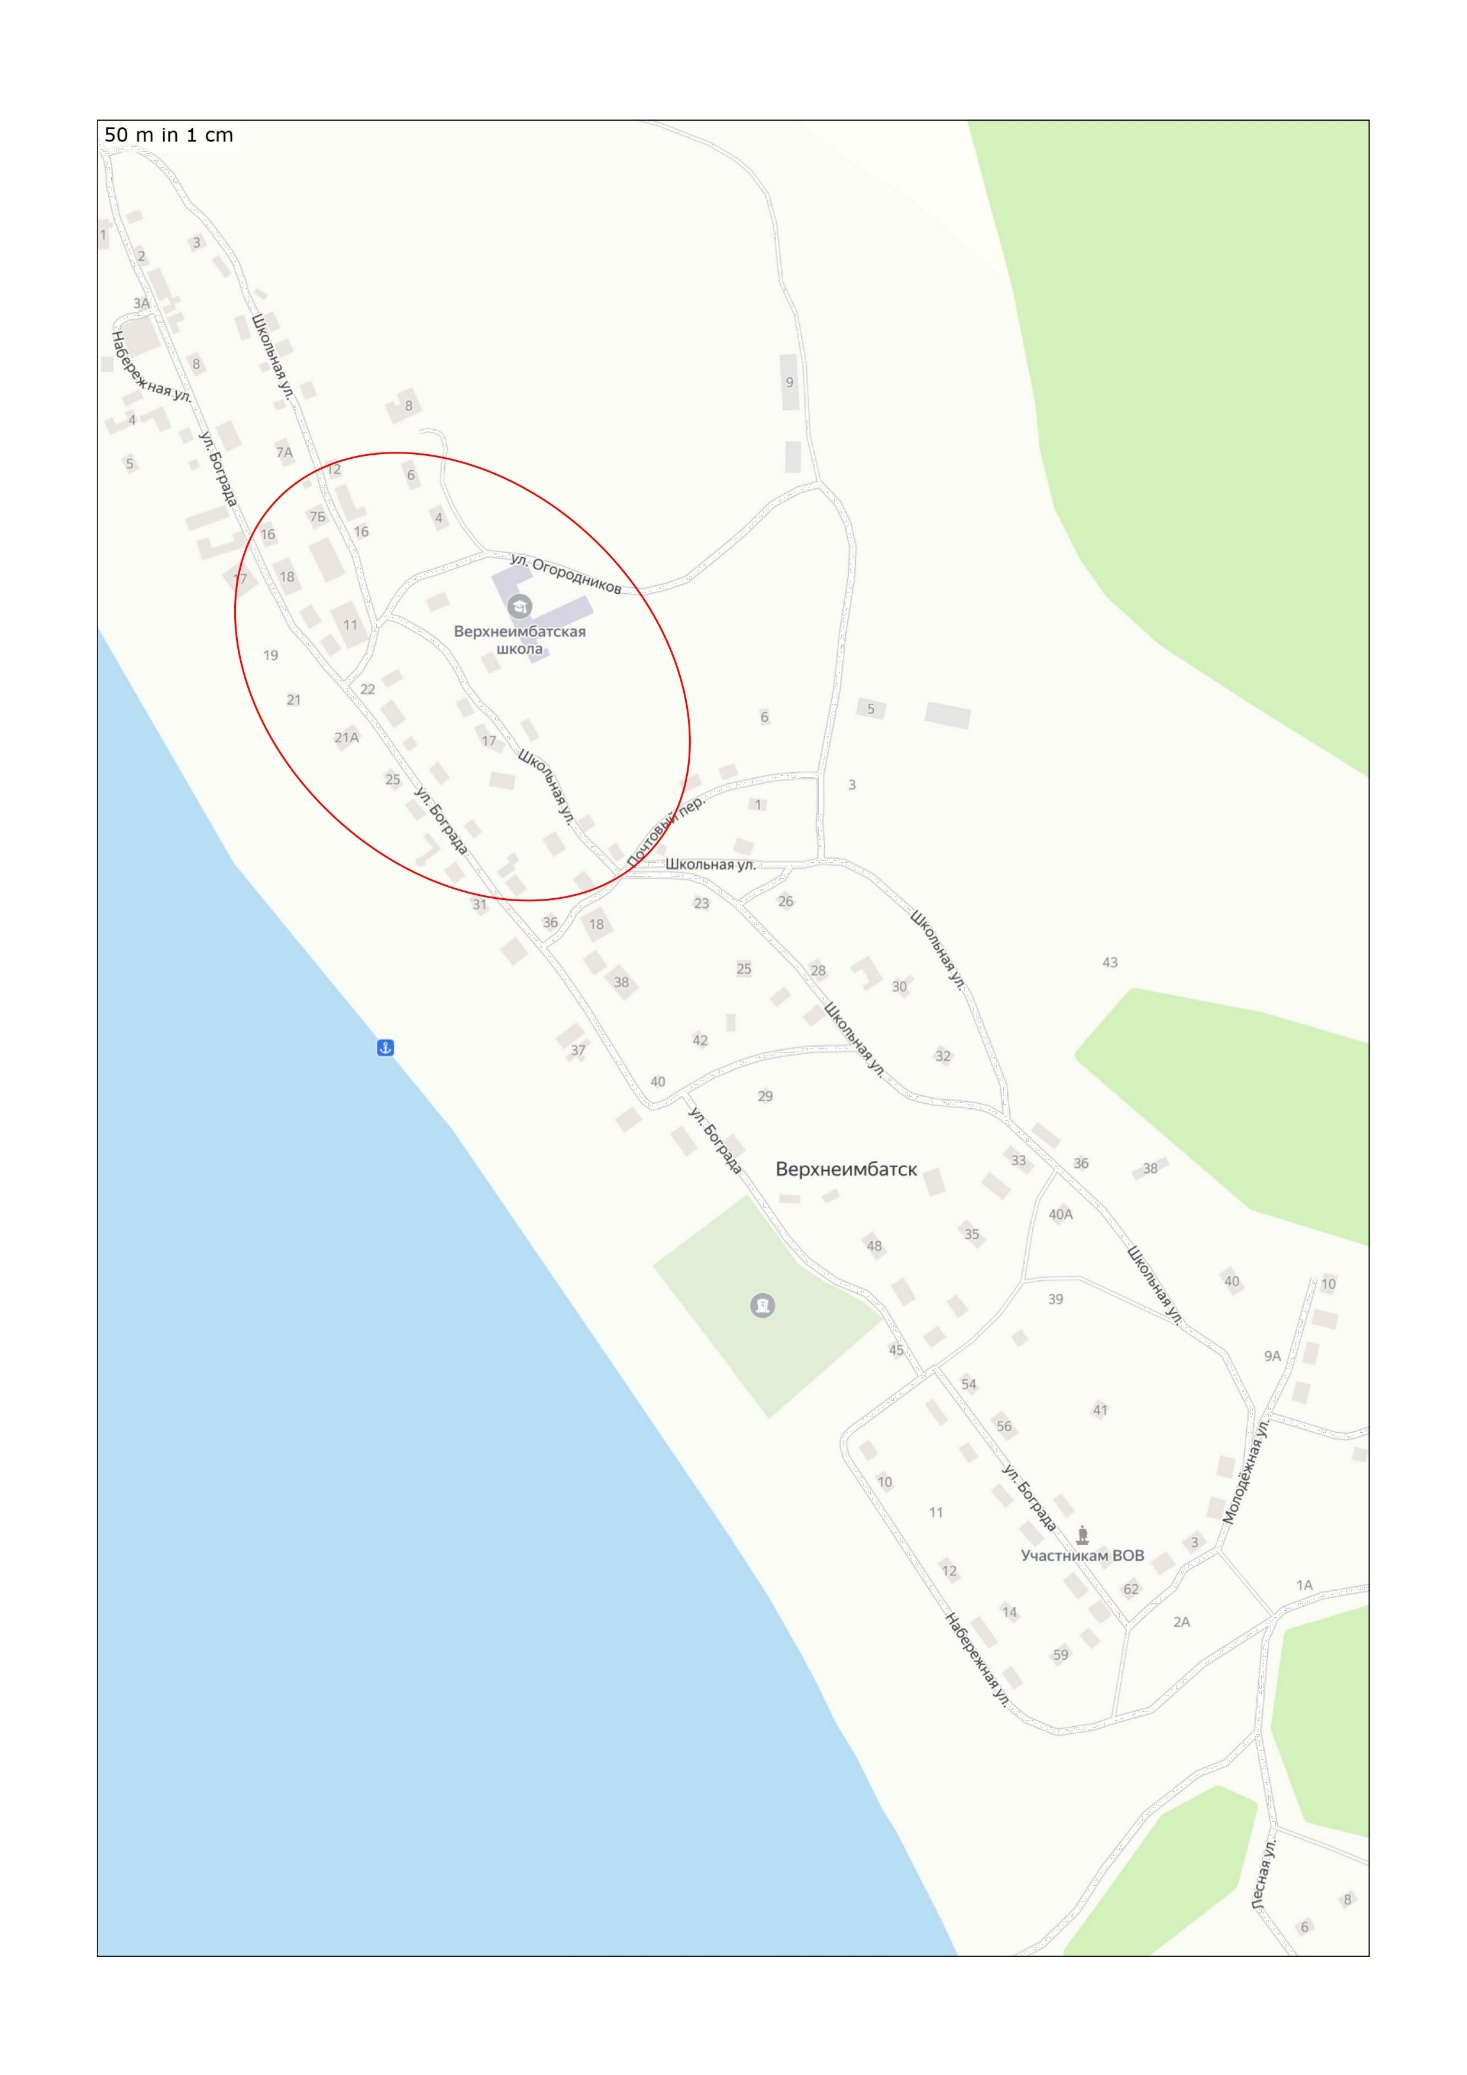 50 m in 1 cm
1
2
3
3А
Набережная ул.
Школьная ул.
8
4
5
ул. Бограда
7А
8
9
12
6
7Б
16
16
4
17
18
ул. Огородников
11
Верхнеимбатская
школа
19
22
21
21А
17
25
6
5
3
1
Школьная ул.
ул. Бограда
Почтовый пер.
Школьная ул.
31
36
18
23
26
Школьная ул.
38
25
28
30
43
37
42
Школьная ул.
32
40
29
ул. Бограда
Верхнеимбатск
33
36
38
40А
48
35
Школьная ул.
40
10
39
45
9А
54
56
41
10
11
ул. Бограда
Молодёжная ул.
3
Участникам ВОВ
12
62
1А
14
2А
59
Набережная ул.
Лесная ул.
8
6